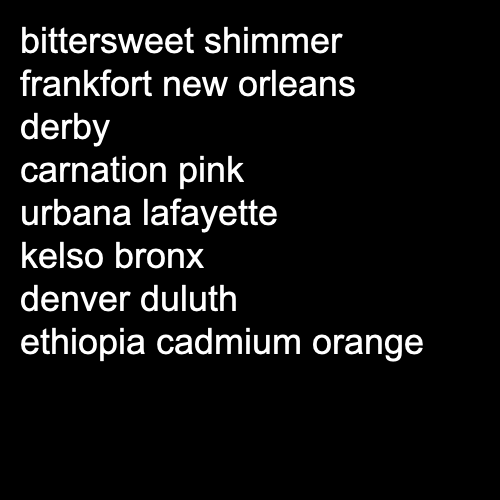 bittersweet shimmer
frankfort new orleans
derby
carnation pink
urbana lafayette
kelso bronx
denver duluth
ethiopia cadmium orange